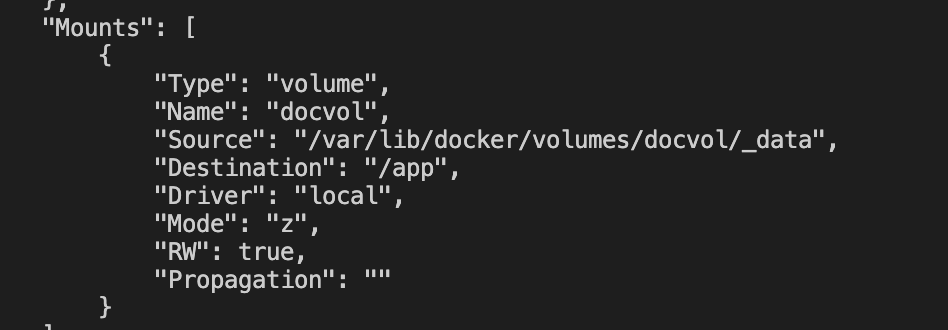 },
"Mounts": [
{
"Type": "volume",
"Name": "docvol",
"Source": "/var/lib/docker/volumes/docvol/_data",
"Destination": "/app",
"Driver": "local",
"Mode": "z",
"RW": true,
"Propagation": ""
}
]